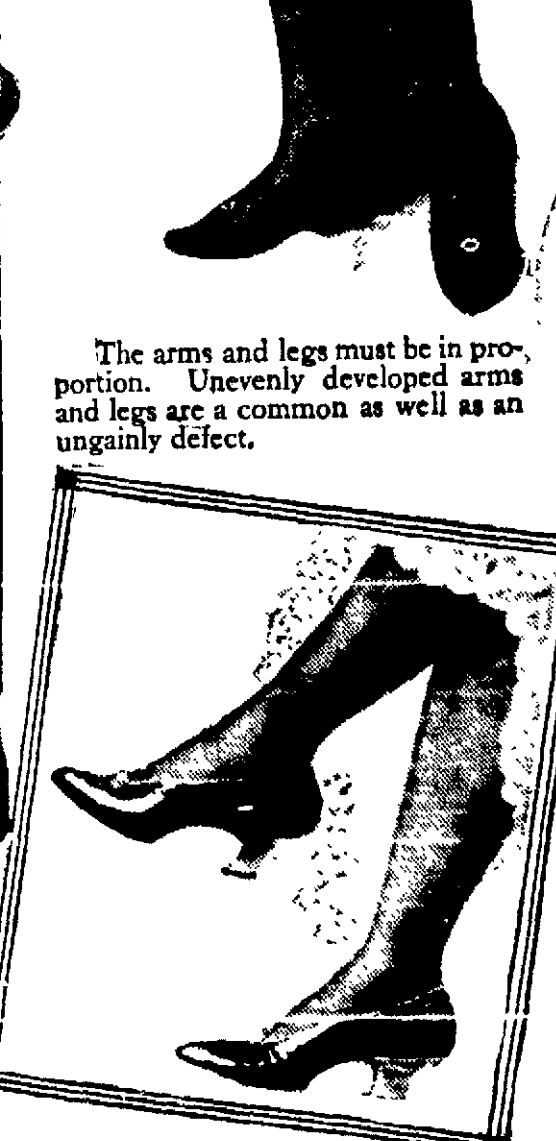 The arms and legs must be in pro-
portion. Unevenly developed arms
and legs are a common as well as an
ungainly defect.